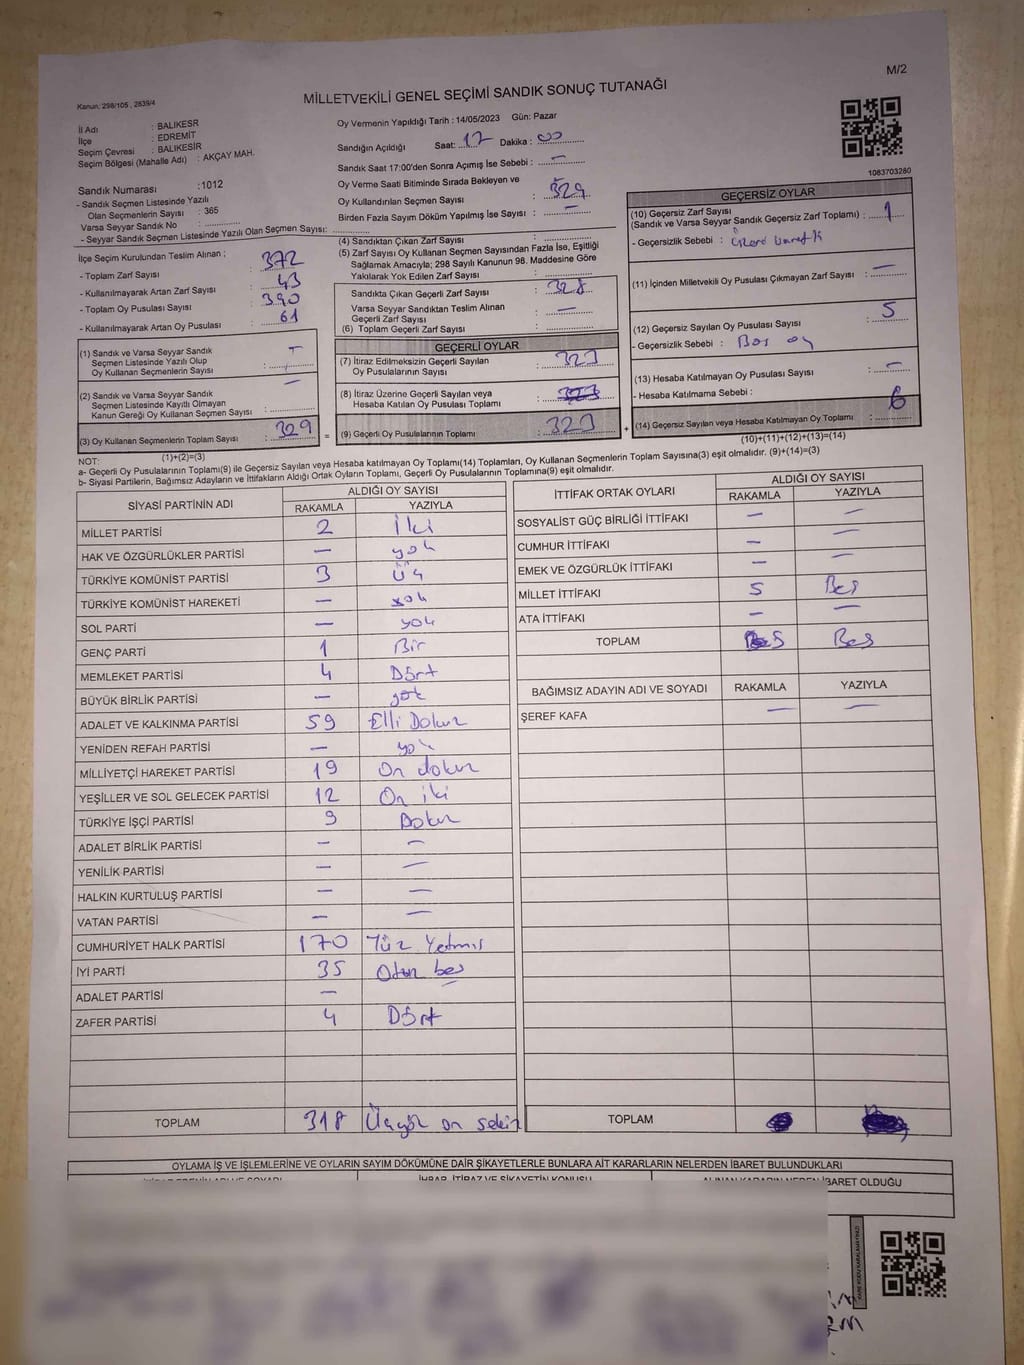 M/2
Kanun: 298/105 , 2839/4
MİLLETVEKİLİ GENEL SEÇİMİ SANDIK SONUÇ TUTANAĞI
İl Adı : BALIKESR
İlçe : EDREMİT
Seçim Çevresi : BALIKESİR
Seçim Bölgesi (Mahalle Adı) : AKÇAY MAH.
Sandık Numarası :1012
- Sandık Seçmen Listesinde Yazılı
Olan Seçmenlerin Sayısı : 365
Varsa Seyyar Sandık No :
- Seyyar Sandık Seçmen Listesinde Yazılı Olan Seçmen Sayısı:
İlçe Seçim Kurulundan Teslim Alınan ;
- Toplam Zarf Sayısı : 372
- Kullanılmayarak Artan Zarf Sayısı : 43
- Toplam Oy Pusulası Sayısı : 390
- Kullanılmayarak Artan Oy Pusulası : 61
(1) Sandık ve Varsa Seyyar Sandık
Seçmen Listesinde Yazılı Olup
Oy Kullanan Seçmenlerin Sayısı :
(2) Sandık ve Varsa Seyyar Sandık
Seçmen Listesinde Kayıtlı Olmayan
Kanun Gereği Oy Kullanan Seçmen Sayısı : —
(3) Oy Kullanan Seçmenlerin Toplam Sayısı : 329
(1)+(2)=(3)
Oy Vermenin Yapıldığı Tarih : 14/05/2023 Gün: Pazar
Sandığın Açıldığı Saat: 17 Dakika : 00
Sandık Saat 17:00'den Sonra Açımış İse Sebebi : —
Oy Verme Saati Bitiminde Sırada Bekleyen ve
Oy Kullandırılan Seçmen Sayısı : 329
Birden Fazla Sayım Döküm Yapılmış İse Sayısı : —
(4) Sandıktan Çıkan Zarf Sayısı :
(5) Zarf Sayısı Oy Kullanan Seçmen Sayısından Fazla İse, Eşitliği
Sağlamak Amacıyla; 298 Sayılı Kanunun 98. Maddesine Göre
Yakılarak Yok Edilen Zarf Sayısı :
Sandıkta Çıkan Geçerli Zarf Sayısı : 328
Varsa Seyyar Sandıktan Teslim Alınan
Geçerli Zarf Sayısı : —
(6) Toplam Geçerli Zarf Sayısı :
GEÇERLİ OYLAR
(7) İtiraz Edilmeksizin Geçerli Sayılan
Oy Pusulalarının Sayısı : 323
(8) İtiraz Üzerine Geçerli Sayılan veya
Hesaba Katılan Oy Pusulası Toplamı : 323
(9) Geçerli Oy Pusulalarının Toplamı : 323
1083703280
GEÇERSİZ OYLAR
(10) Geçersiz Zarf Sayısı
(Sandık ve Varsa Seyyar Sandık Geçersiz Zarf Toplamı) : 1
- Geçersizlik Sebebi :
(11) İçinden Milletvekili Oy Pusulası Çıkmayan Zarf Sayısı : —
(12) Geçersiz Sayılan Oy Pusulası Sayısı : 5
- Geçersizlik Sebebi : Boş oy
(13) Hesaba Katılmayan Oy Pusulası Sayısı : —
- Hesaba Katılmama Sebebi :
(14) Geçersiz Sayılan veya Hesaba Katılmayan Oy Toplamı : 6
(10)+(11)+(12)+(13)=(14)
NOT:
a- Geçerli Oy Pusulalarının Toplamı(9) ile Geçersiz Sayılan veya Hesaba katılmayan Oy Toplamı(14) Toplamları, Oy Kullanan Seçmenlerin Toplam Sayısına(3) eşit olmalıdır. (9)+(14)=(3)
b- Siyasi Partilerin, Bağımsız Adayların ve İttifakların Aldığı Ortak Oyların Toplamı, Geçerli Oy Pusulalarının Toplamına(9) eşit olmalıdır.
SİYASİ PARTİNİN ADI ALDIĞI OY SAYISI
RAKAMLA YAZIYLA
MİLLET PARTİSİ 2 İki
HAK VE ÖZGÜRLÜKLER PARTİSİ — yok
TÜRKİYE KOMÜNİST PARTİSİ 3 Üç
TÜRKİYE KOMÜNİST HAREKETİ — yok
SOL PARTİ — yok
GENÇ PARTİ 1 Bir
MEMLEKET PARTİSİ 4 Dört
BÜYÜK BİRLİK PARTİSİ — yok
ADALET VE KALKINMA PARTİSİ 59 Elli Dokuz
YENİDEN REFAH PARTİSİ — yok
MİLLİYETÇİ HAREKET PARTİSİ 19 On dokuz
YEŞİLLER VE SOL GELECEK PARTİSİ 12 On iki
TÜRKİYE İŞÇİ PARTİSİ 9 Dokuz
ADALET BİRLİK PARTİSİ — —
YENİLİK PARTİSİ — —
HALKIN KURTULUŞ PARTİSİ — —
VATAN PARTİSİ — —
CUMHURİYET HALK PARTİSİ 170 Yüz Yetmiş
İYİ PARTİ 35 Otuz beş
ADALET PARTİSİ —
ZAFER PARTİSİ 4 Dört
TOPLAM 318 Üçyüz on sekiz
İTTİFAK ORTAK OYLARI ALDIĞI OY SAYISI
RAKAMLA YAZIYLA
SOSYALİST GÜÇ BİRLİĞİ İTTİFAKI — —
CUMHUR İTTİFAKI — —
EMEK VE ÖZGÜRLÜK İTTİFAKI — —
MİLLET İTTİFAKI 5 Beş
ATA İTTİFAKI — —
TOPLAM 5 Beş
BAĞIMSIZ ADAYIN ADI VE SOYADI RAKAMLA YAZIYLA
ŞEREF KAFA — —
TOPLAM
OYLAMA İŞ VE İŞLEMLERİNE VE OYLARIN SAYIM DÖKÜMÜNE DAİR ŞİKAYETLERLE BUNLARA AİT KARARLARIN NELERDEN İBARET BULUNDUKLARI
İHBAR, İTİRAZ VE ŞİKAYETİN KONUSU
İBARET OLDUĞU